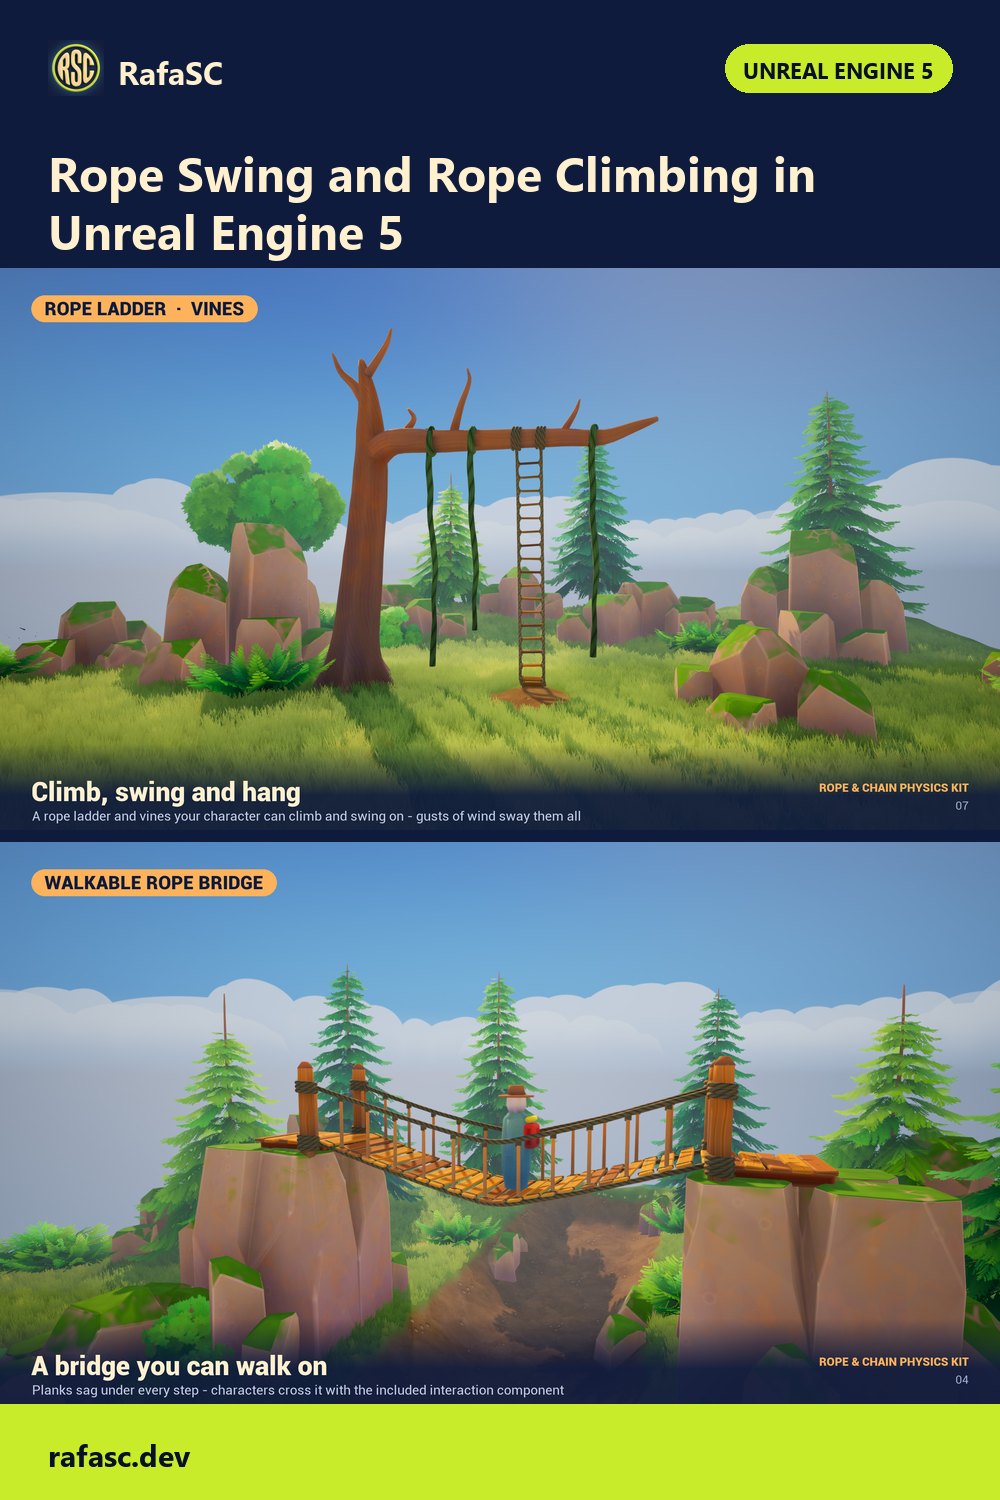 RSC
RafaSC
UNREAL ENGINE 5
Rope Swing and Rope Climbing in
Unreal Engine 5
ROPE LADDER · VINES
Climb, swing and hang
A rope ladder and vines your character can climb and swing on - gusts of wind sway them all
ROPE & CHAIN PHYSICS KIT
07
WALKABLE ROPE BRIDGE
A bridge you can walk on
Planks sag under every step - characters cross it with the included interaction component
ROPE & CHAIN PHYSICS KIT
04
rafasc.dev